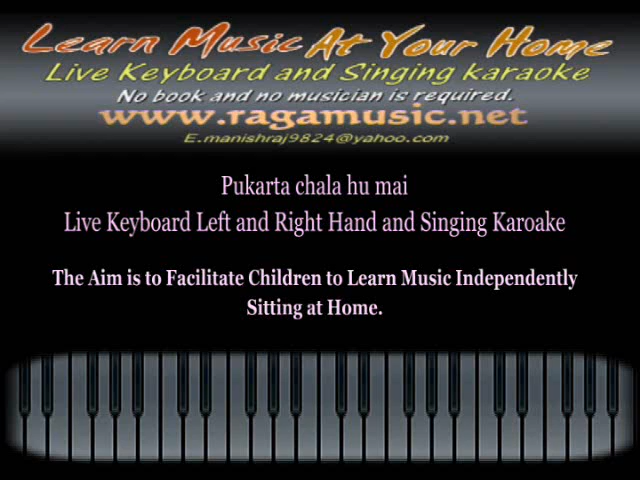 Learn Music At Your Home
Live Keyboard and Singing karaoke
No book and no musician is required.
www.ragamusic.net
E.manishraj9824@yahoo.com
Pukarta chala hu mai
Live Keyboard Left and Right Hand and Singing Karoake
The Aim is to Facilitate Children to Learn Music Independently
Sitting at Home.